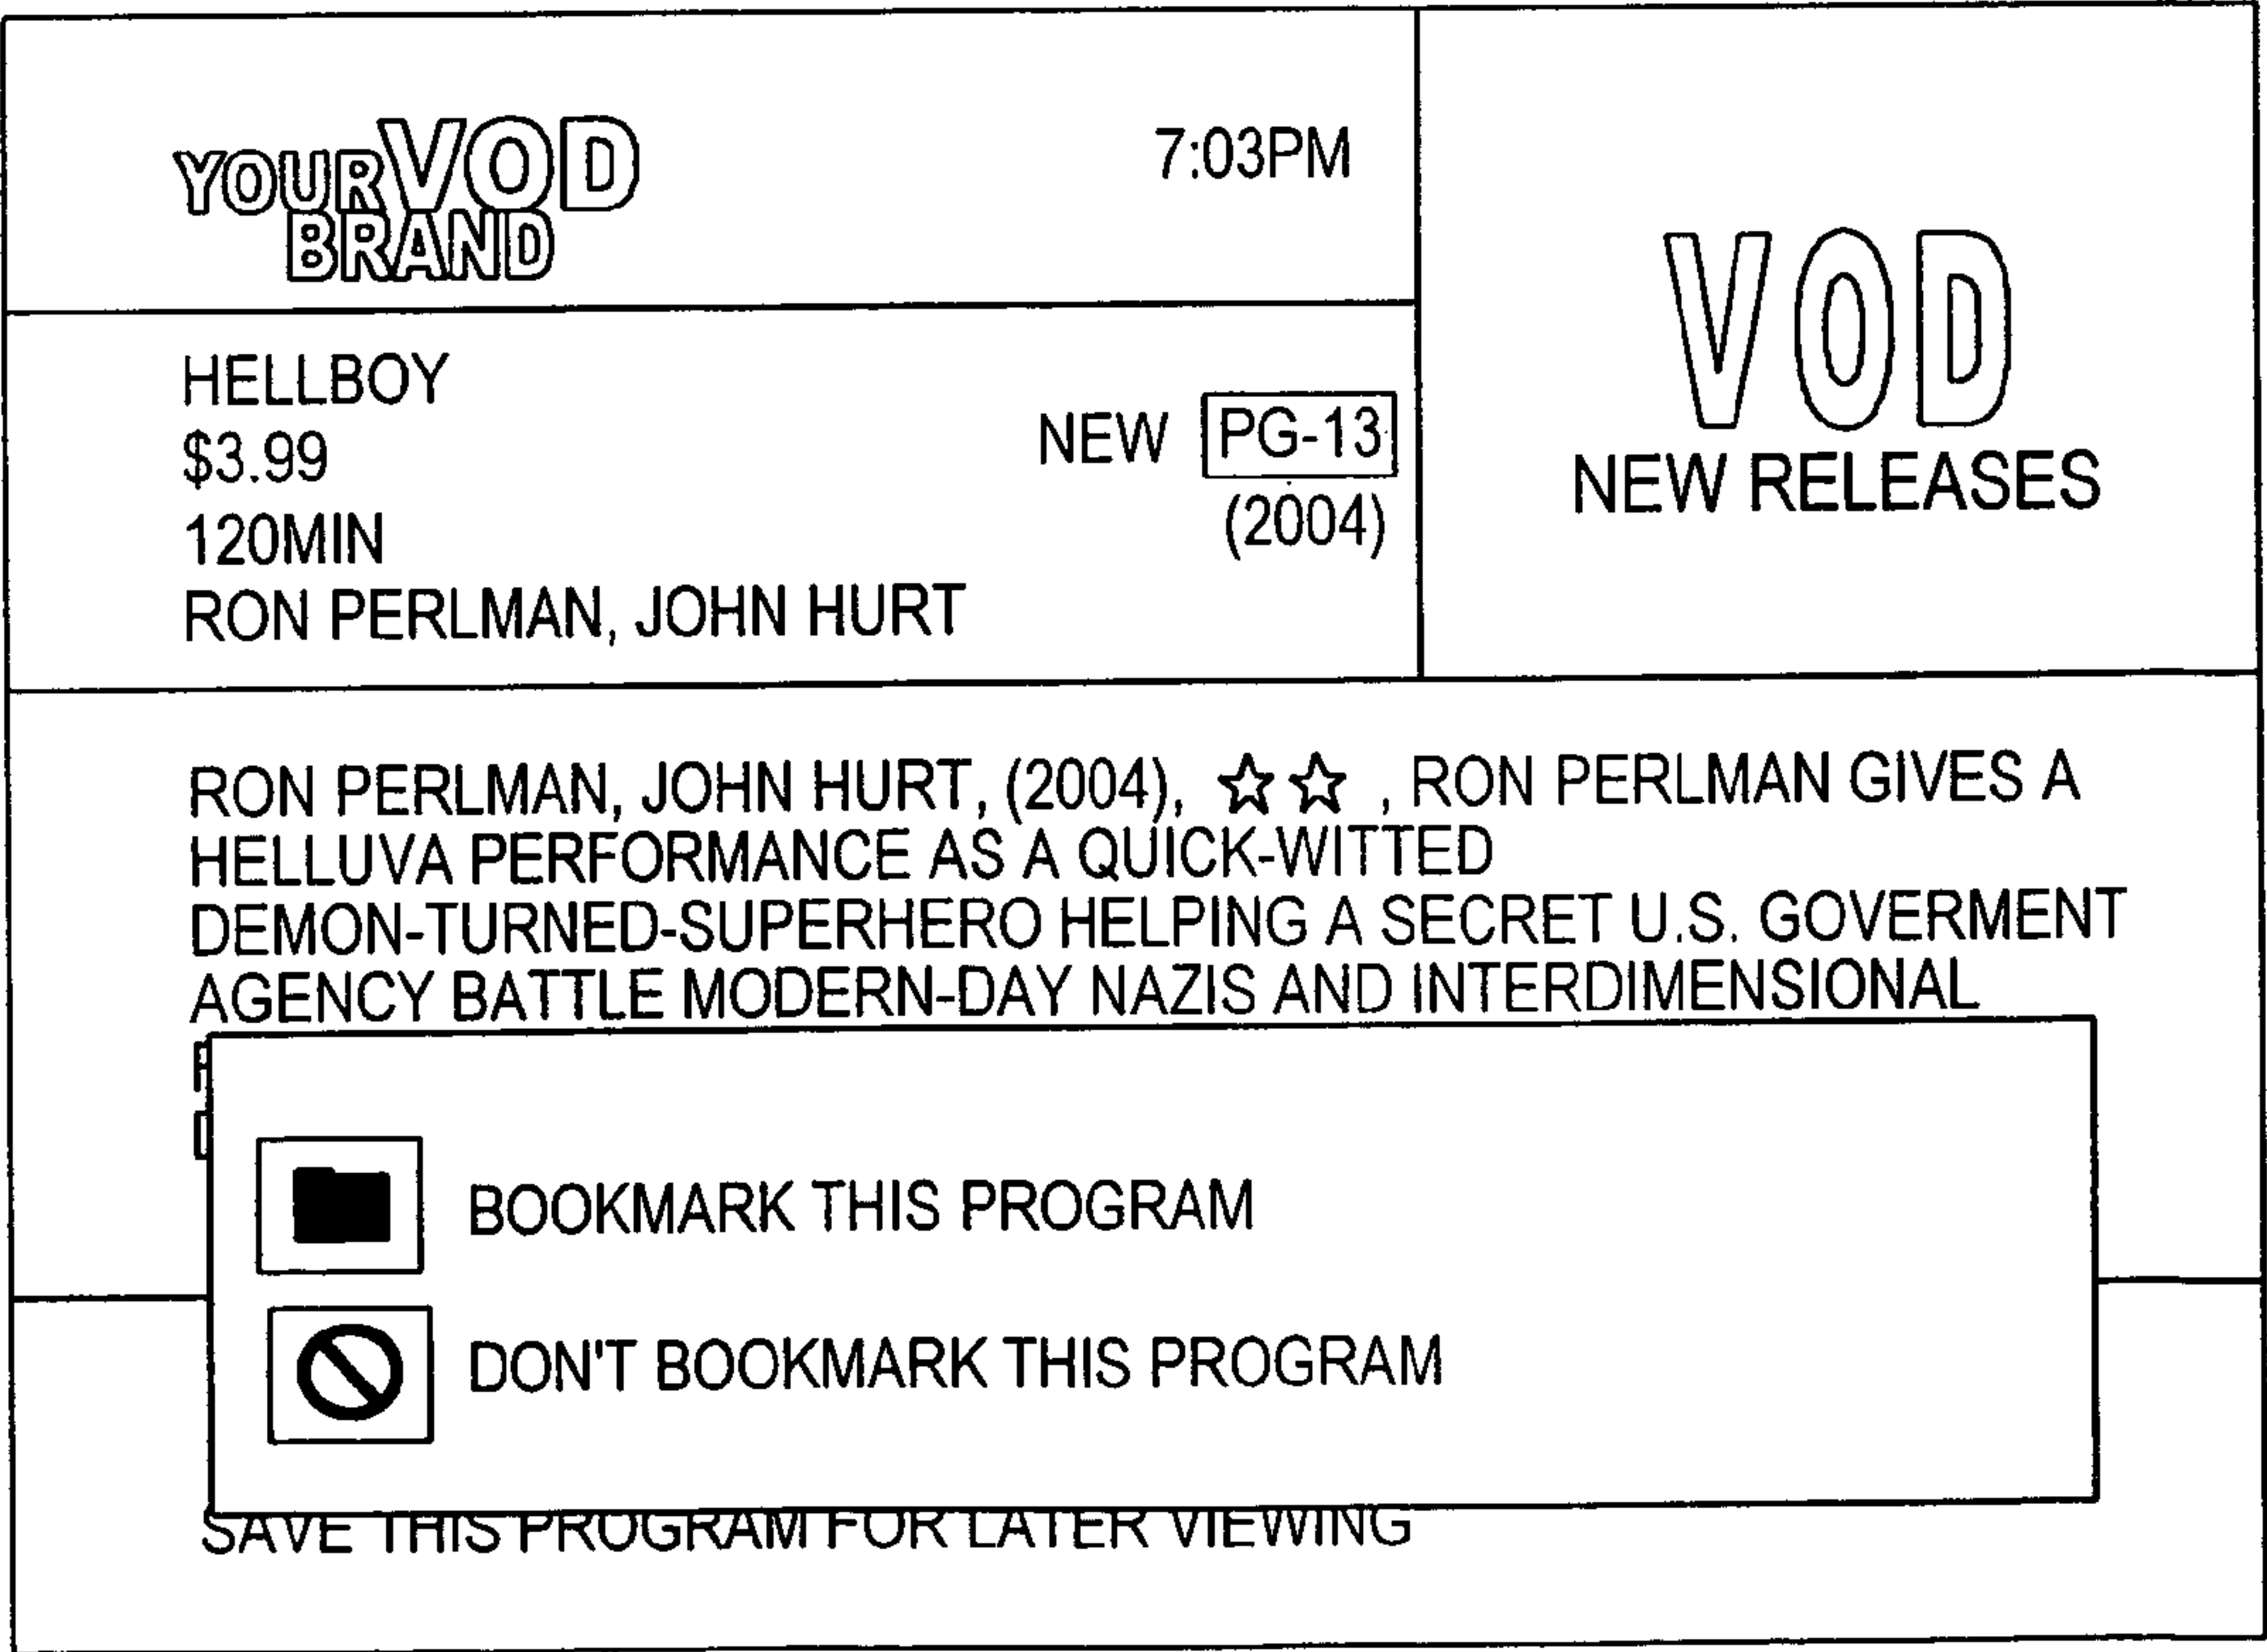 YOUR VOD
BRAND
7:03PM
HELLBOY
$3.99
120MIN
RON PERLMAN, JOHN HURT
NEW PG-13
(2004)
VOD
NEW RELEASES
RON PERLMAN, JOHN HURT, (2004), ☆☆, RON PERLMAN GIVES A
HELLUVA PERFORMANCE AS A QUICK-WITTED
DEMON-TURNED-SUPERHERO HELPING A SECRET U.S. GOVERMENT
AGENCY BATTLE MODERN-DAY NAZIS AND INTERDIMENSIONAL
BOOKMARK THIS PROGRAM
DON'T BOOKMARK THIS PROGRAM
SAVE THIS PROGRAM FOR LATER VIEWING